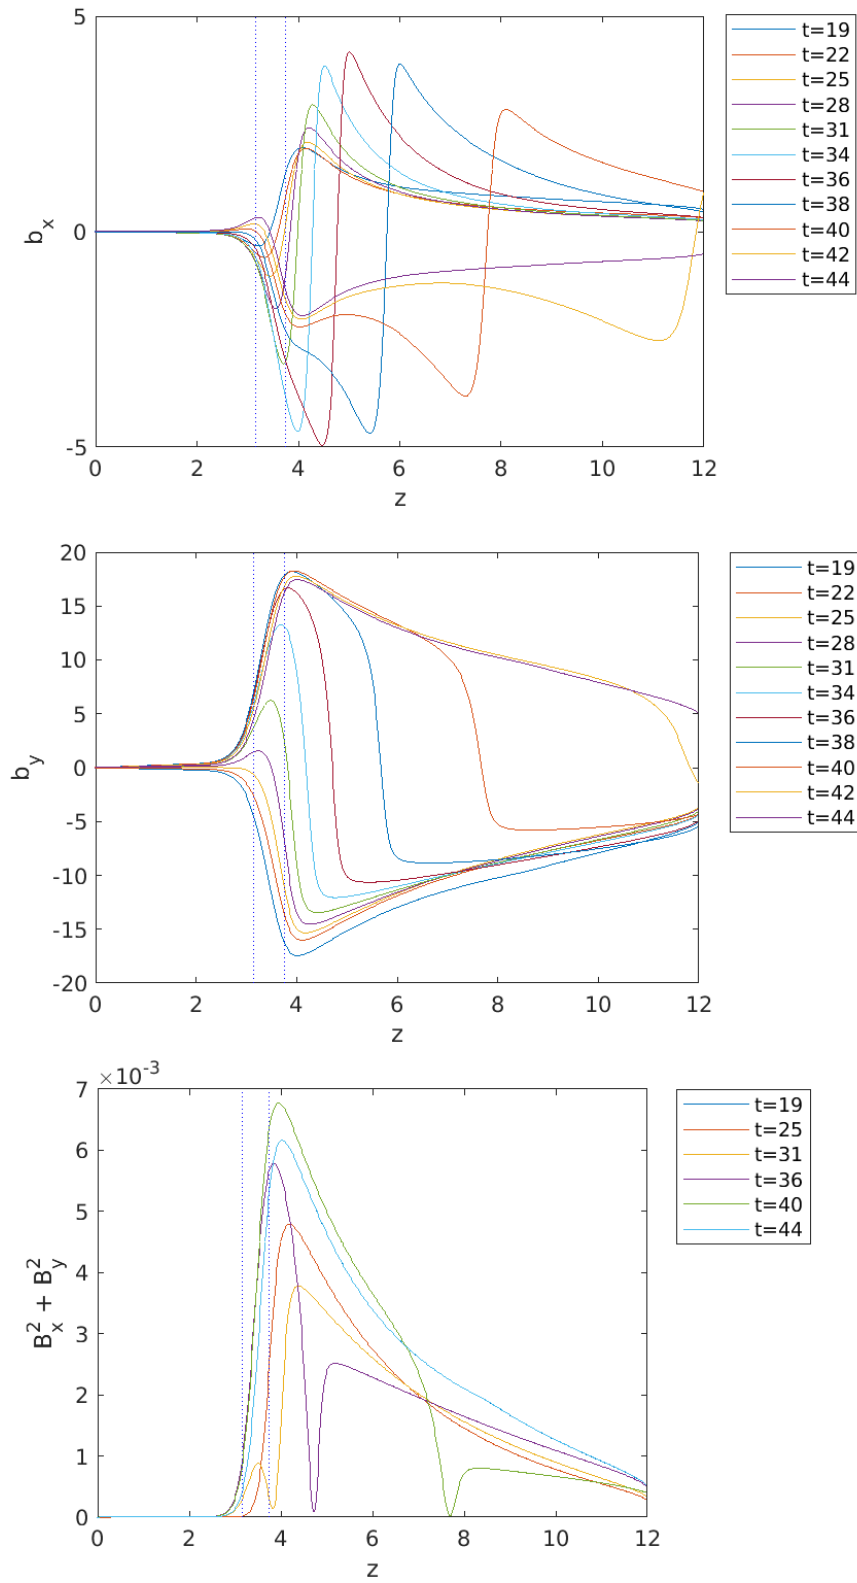 5
0
-5
b_x
0 2 4 6 8 10 12
z
t=19
t=22
t=25
t=28
t=31
t=34
t=36
t=38
t=40
t=42
t=44
20
15
10
5
0
-5
-10
-15
-20
b_y
0 2 4 6 8 10 12
z
t=19
t=22
t=25
t=28
t=31
t=34
t=36
t=38
t=40
t=42
t=44
×10^-3
7
6
5
4
3
2
1
0
B_x^2 + B_y^2
0 2 4 6 8 10 12
z
t=19
t=25
t=31
t=36
t=40
t=44